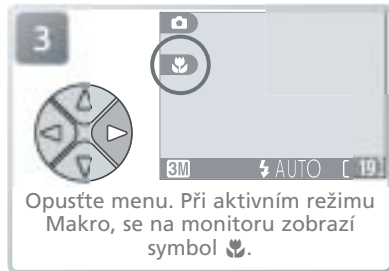 3
3M AUTO [ 19]
Opusťte menu. Při aktivním režimu
Makro, se na monitoru zobrazí
symbol .